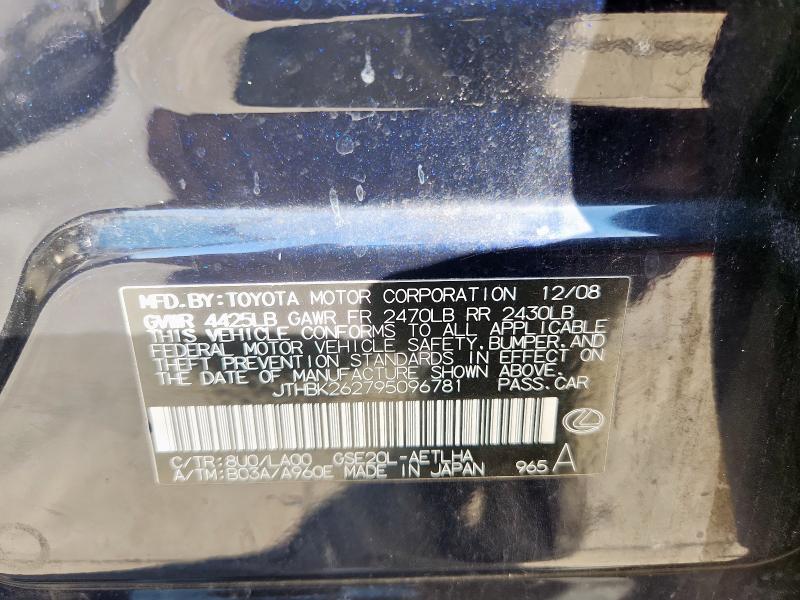 MFD.BY:TOYOTA MOTOR CORPORATION 12/08
GVWR 4425LB GAWR FR 2470LB RR 2430LB
THIS VEHICLE CONFORMS TO ALL APPLICABLE
FEDERAL MOTOR VEHICLE SAFETY,BUMPER,AND
THEFT PREVENTION STANDARDS IN EFFECT ON
THE DATE OF MANUFACTURE SHOWN ABOVE.
JTHBK262795096781 PASS.CAR
C/TR:8U0/LA00 GSE20L-AETLHA
A/TM:B03A/A960E MADE IN JAPAN 965 A